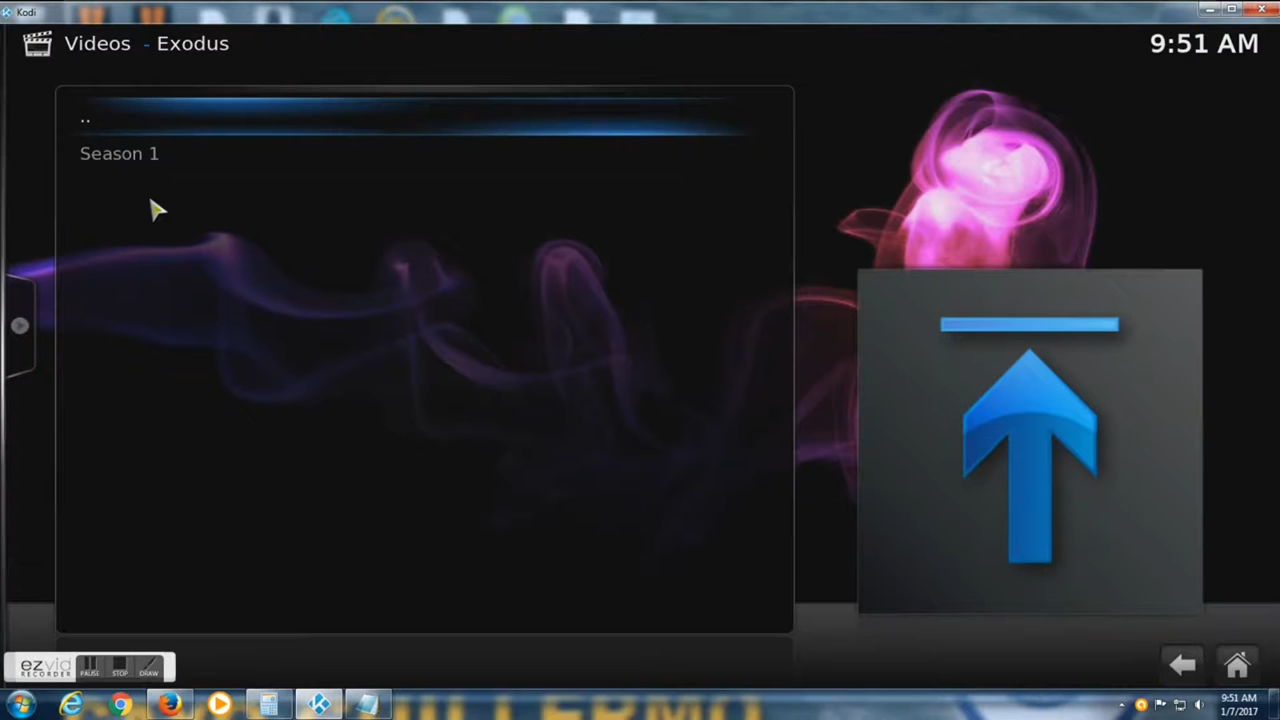 Kodi
Videos - Exodus
9:51 AM
..
Season 1
ezvid
RECORDER
PAUSE
STOP
DRAW
9:51 AM
1/7/2017